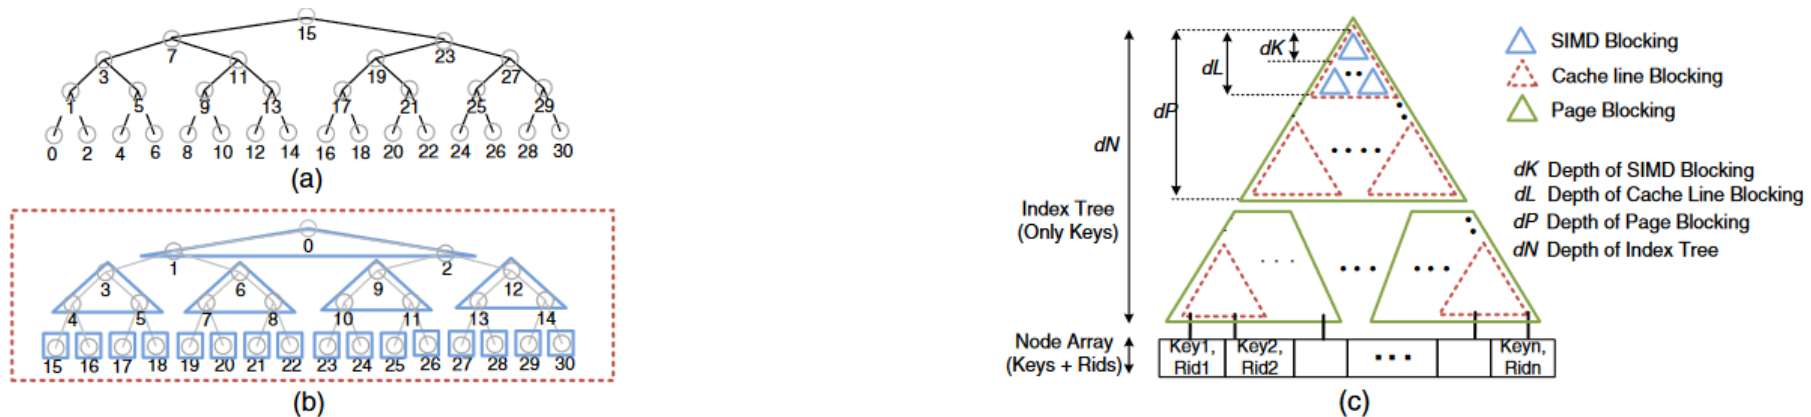 15
7
23
3
11
19
27
1
5
9
13
17
21
25
29
0 2 4 6 8 10 12 14 16 18 20 22 24 26 28 30
(a)
0
1
2
3
6
9
12
4
5
7
8
10
11
13
14
15 16 17 18 19 20 21 22 23 24 25 26 27 28 29 30
(b)
dK
dL
dP
dN
SIMD Blocking
Cache line Blocking
Page Blocking
dK Depth of SIMD Blocking
dL Depth of Cache Line Blocking
dP Depth of Page Blocking
dN Depth of Index Tree
Index Tree
(Only Keys)
Node Array
(Keys + Rids)
Key1,
Rid1
Key2,
Rid2
Keyn,
Ridn
(c)